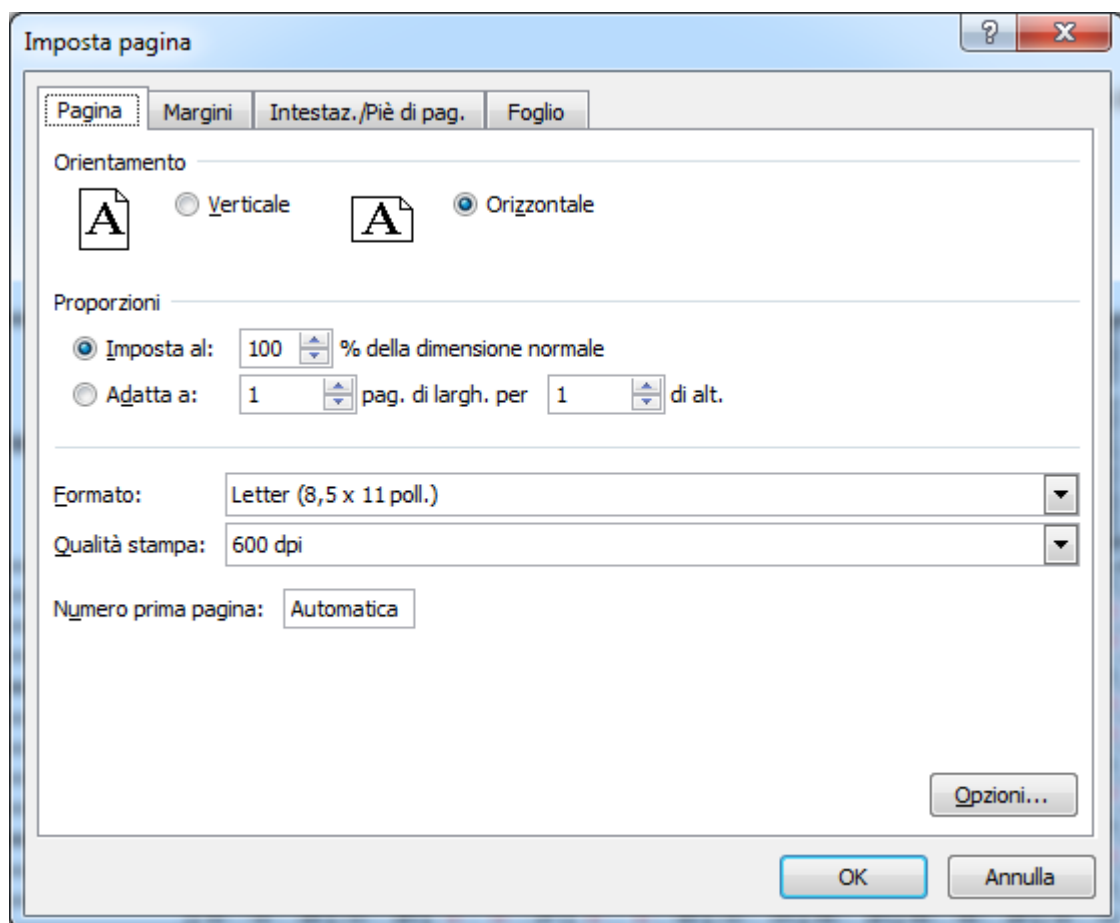 Imposta pagina
Pagina Margini Intestaz./Piè di pag. Foglio
Orientamento
A Verticale A Orizzontale
Proporzioni
Imposta al: 100 % della dimensione normale
Adatta a: 1 pag. di largh. per 1 di alt.
Formato: Letter (8,5 x 11 poll.)
Qualità stampa: 600 dpi
Numero prima pagina: Automatica
Opzioni...
OK Annulla